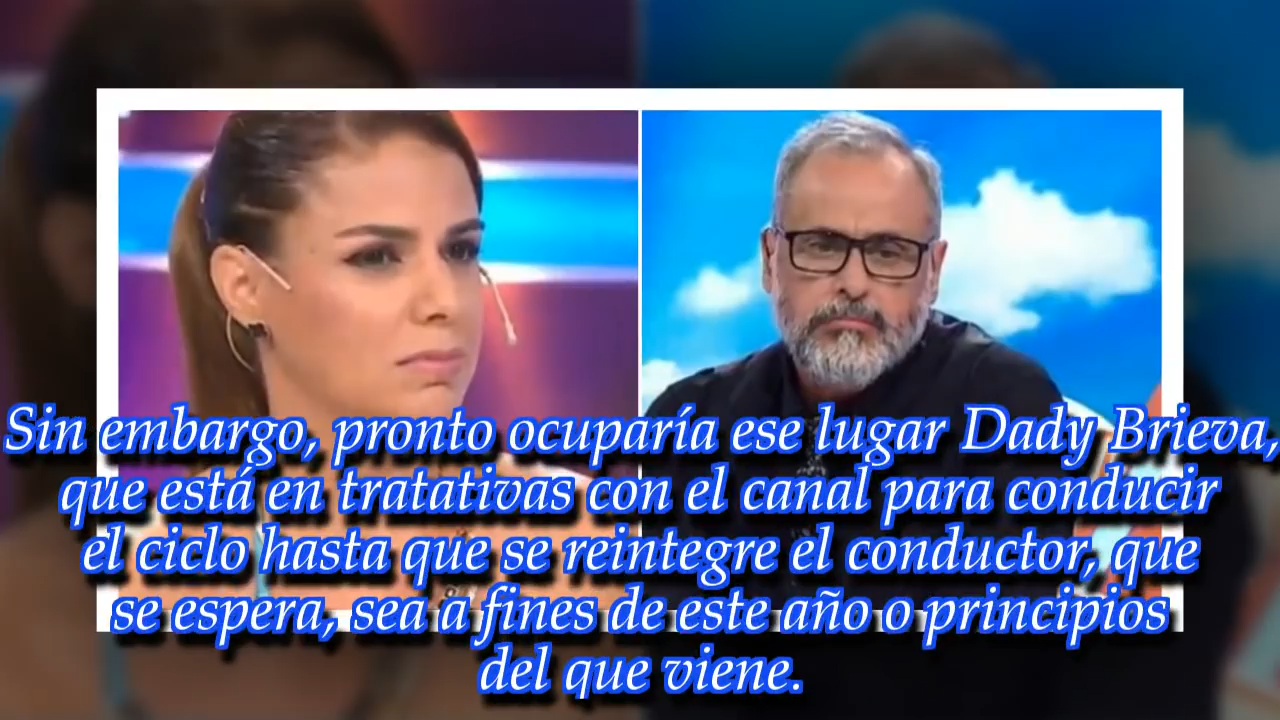 Sin embargo, pronto ocuparía ese lugar Dady Brieva,
que está en tratativas con el canal para conducir
el ciclo hasta que se reintegre el conductor, que
se espera, sea a fines de este año o principios
del que viene.